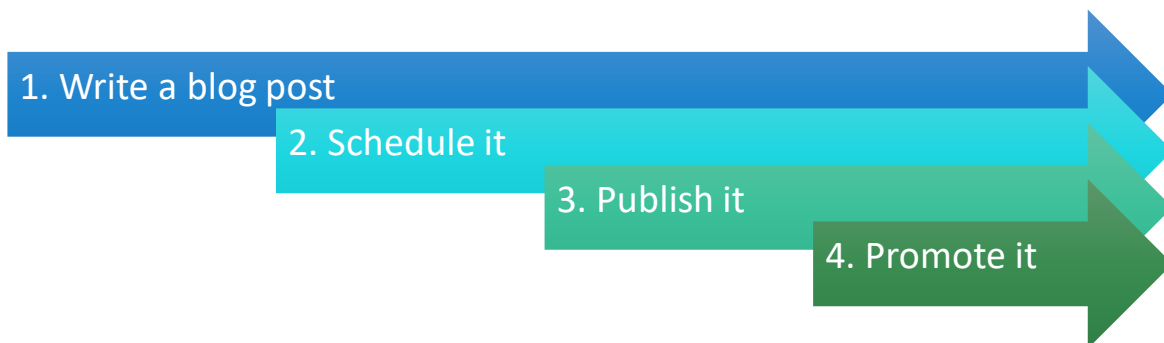 1. Write a blog post
2. Schedule it
3. Publish it
4. Promote it